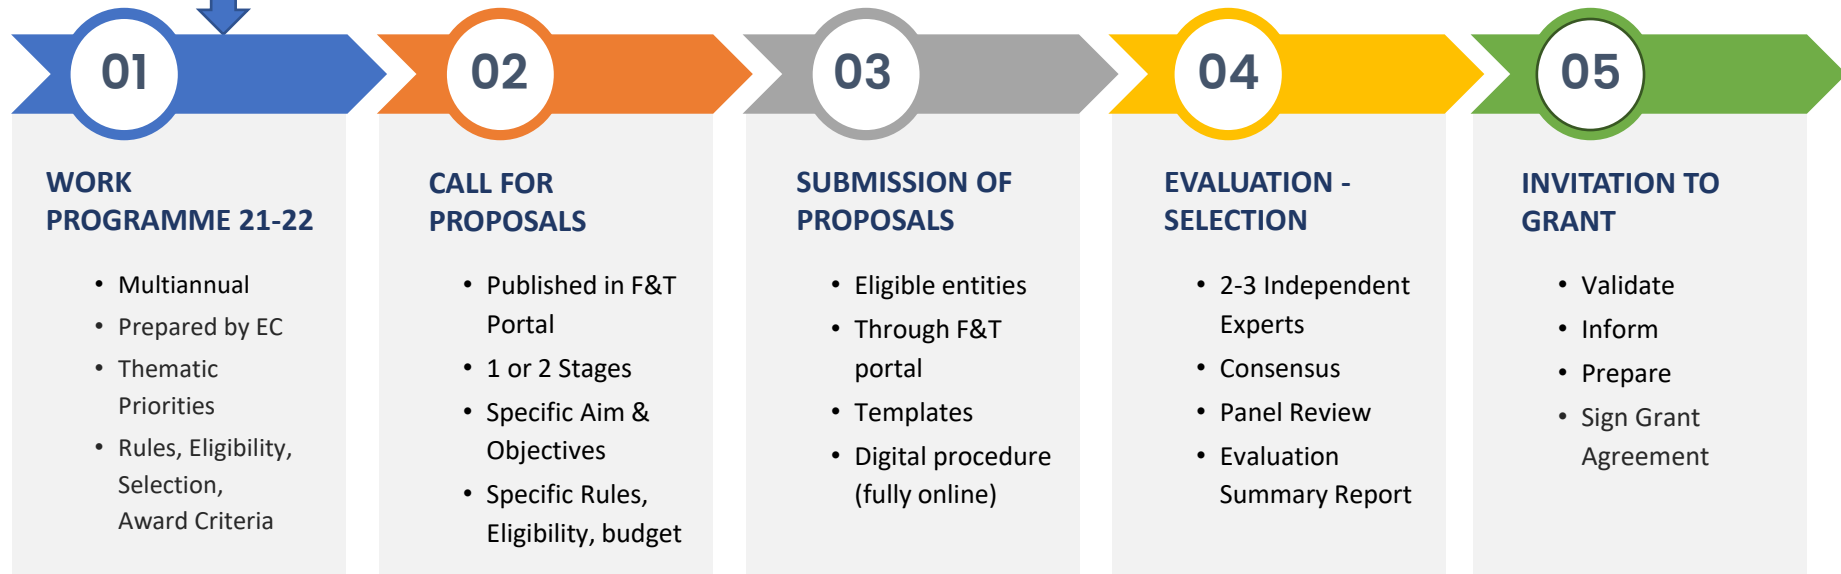 01
WORK
PROGRAMME 21-22
• Multiannual
• Prepared by EC
• Thematic
Priorities
• Rules, Eligibility,
Selection,
Award Criteria
02
CALL FOR
PROPOSALS
• Published in F&T
Portal
• 1 or 2 Stages
• Specific Aim &
Objectives
• Specific Rules,
Eligibility, budget
03
SUBMISSION OF
PROPOSALS
• Eligible entities
• Through F&T
portal
• Templates
• Digital procedure
(fully online)
04
EVALUATION -
SELECTION
• 2-3 Independent
Experts
• Consensus
• Panel Review
• Evaluation
Summary Report
05
INVITATION TO
GRANT
• Validate
• Inform
• Prepare
• Sign Grant
Agreement